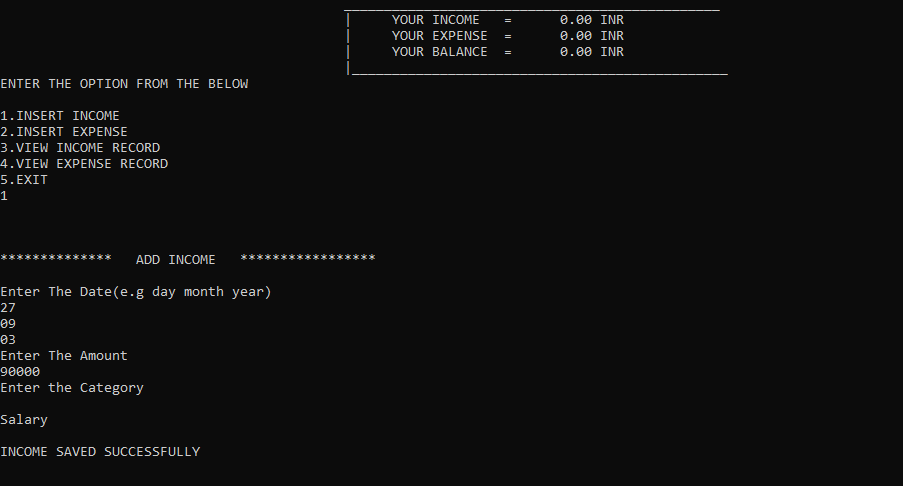 YOUR INCOME = 0.00 INR
YOUR EXPENSE = 0.00 INR
YOUR BALANCE = 0.00 INR
ENTER THE OPTION FROM THE BELOW
1.INSERT INCOME
2.INSERT EXPENSE
3.VIEW INCOME RECORD
4.VIEW EXPENSE RECORD
5.EXIT
1
************** ADD INCOME *****************
Enter The Date(e.g day month year)
27
09
03
Enter The Amount
90000
Enter the Category
Salary
INCOME SAVED SUCCESSFULLY